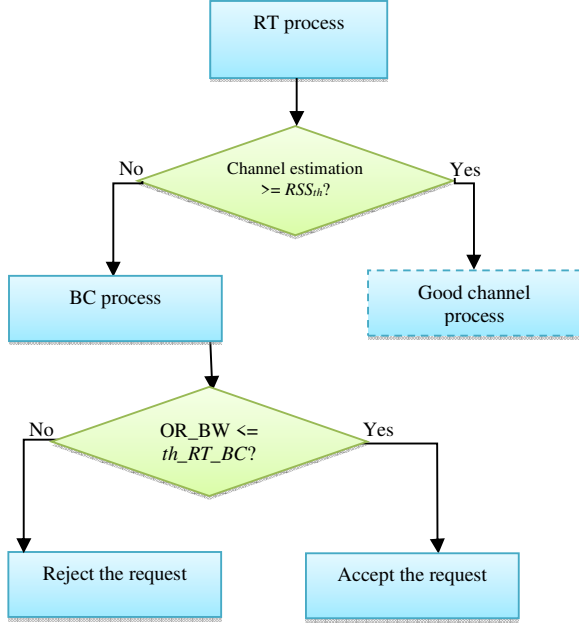 RT process
Channel estimation
>= RSSth?
No
Yes
BC process
Good channel
process
OR_BW <=
th_RT_BC?
No
Yes
Reject the request
Accept the request